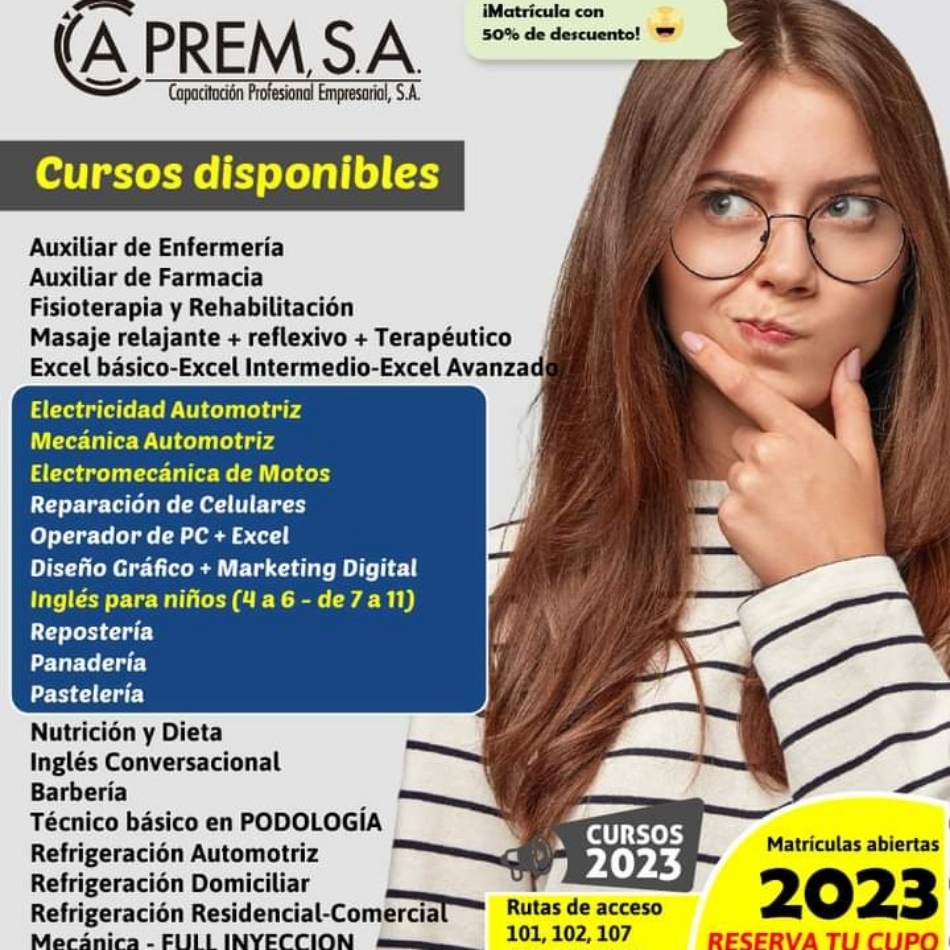 CAPREM, S.A.
Capacitación Profesional Empresarial, S.A.
¡Matrícula con
50% de descuento!
Cursos disponibles
Auxiliar de Enfermería
Auxiliar de Farmacia
Fisioterapia y Rehabilitación
Masaje relajante + reflexivo + Terapéutico
Excel básico-Excel Intermedio-Excel Avanzado
Electricidad Automotriz
Mecánica Automotriz
Electromecánica de Motos
Reparación de Celulares
Operador de PC + Excel
Diseño Gráfico + Marketing Digital
Inglés para niños (4 a 6 - de 7 a 11)
Repostería
Panadería
Pastelería
Nutrición y Dieta
Inglés Conversacional
Barbería
Técnico básico en PODOLOGÍA
Refrigeración Automotriz
Refrigeración Domiciliar
Refrigeración Residencial-Comercial
Mecánica - FULL INYECCION
CURSOS
2023
Rutas de acceso
101, 102, 107
Matrículas abiertas
2023
RESERVA TU CUPO